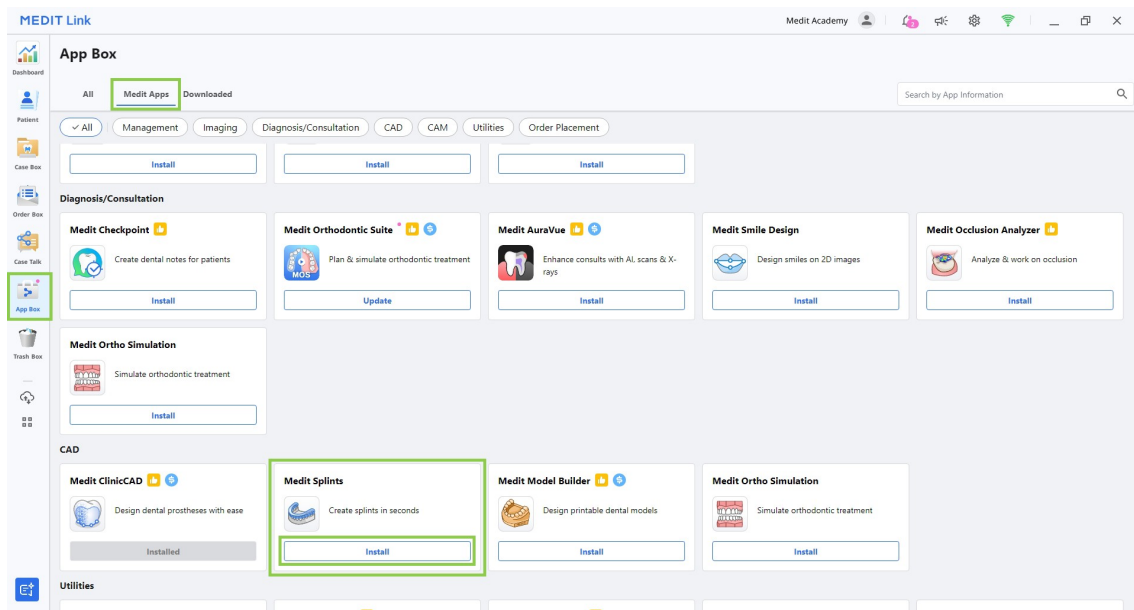 MEDIT Link
Medit Academy
2
App Box
All Medit Apps Downloaded
Search by App Information
All Management Imaging Diagnosis/Consultation CAD CAM Utilities Order Placement
Dashboard
Patient
Case Box
Order Box
Case Talk
App Box
Trash Box
Install Install Install
Diagnosis/Consultation
Medit Checkpoint
Create dental notes for patients
Install
Medit Orthodontic Suite
MOS
Plan & simulate orthodontic treatment
Update
Medit AuraVue
Enhance consults with AI, scans & X-
rays
Install
Medit Smile Design
Design smiles on 2D images
Install
Medit Occlusion Analyzer
Analyze & work on occlusion
Install
Medit Ortho Simulation
Simulate orthodontic treatment
Install
CAD
Medit ClinicCAD
Design dental prostheses with ease
Installed
Medit Splints
Create splints in seconds
Install
Medit Model Builder
Design printable dental models
Install
Medit Ortho Simulation
Simulate orthodontic treatment
Install
Utilities